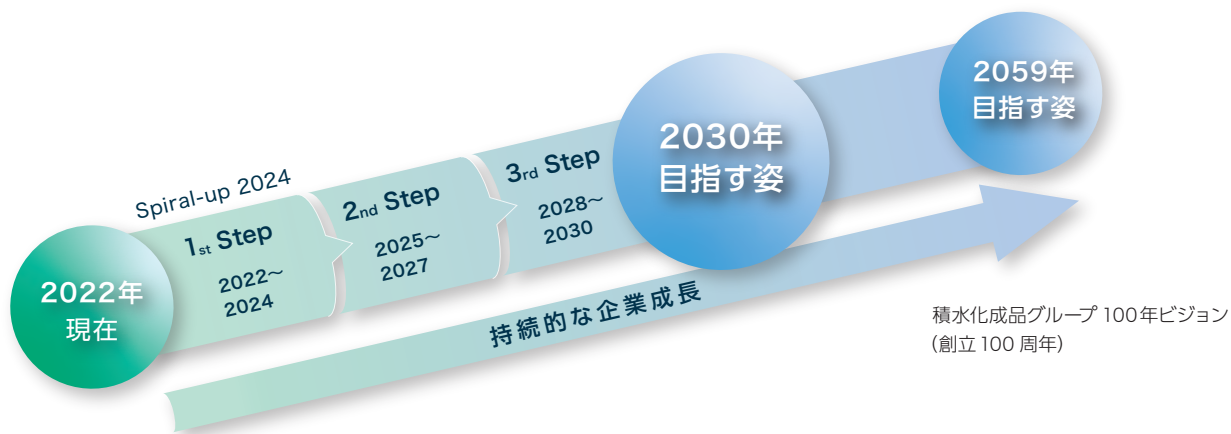 2022年
現在
Spiral-up 2024
1st Step
2022～
2024
2nd Step
2025～
2027
3rd Step
2028～
2030
2030年
目指す姿
2059年
目指す姿
持続的な企業成長
積水化成品グループ 100年ビジョン
(創立100 周年)